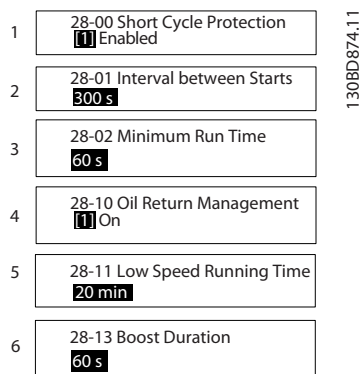 1
28-00 Short Cycle Protection
[1] Enabled
2
28-01 Interval between Starts
300 s
3
28-02 Minimum Run Time
60 s
4
28-10 Oil Return Management
[1] On
5
28-11 Low Speed Running Time
20 min
6
28-13 Boost Duration
60 s
130BD874.11